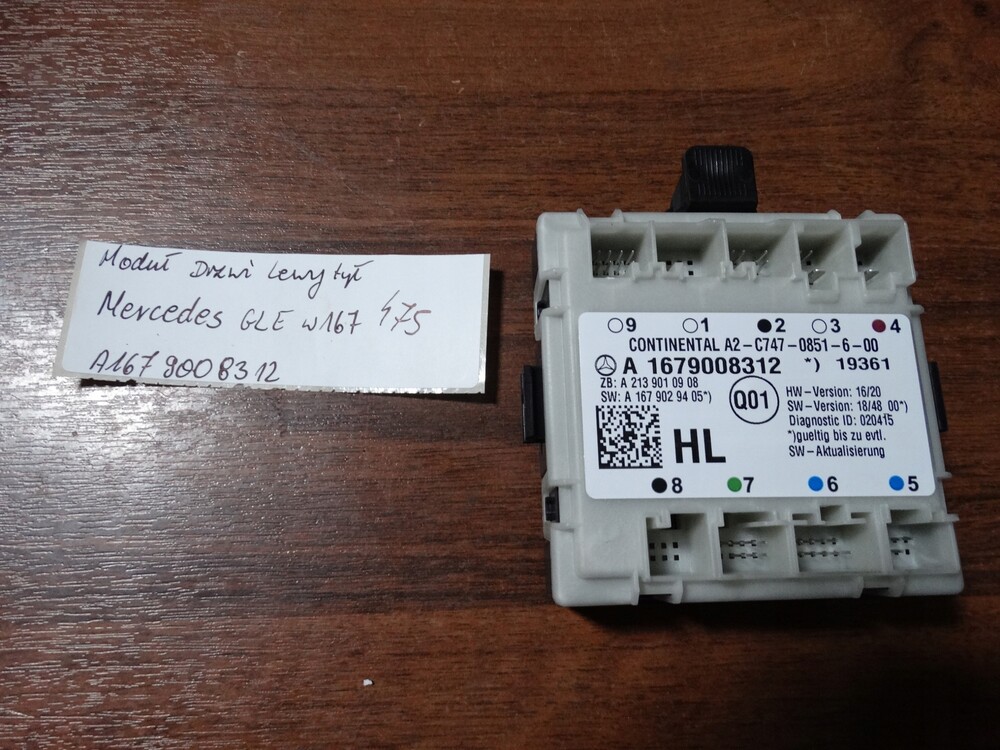 Moduł Drzwi Lewy tył
Mercedes GLE W167 475
A167 900 83 12
9 1 2 3 4
CONTINENTAL A2-C747-0851-6-00
A 1679008312 *) 19361
ZB: A 213 901 09 08
SW: A 167 902 94 05*)
Q01
HW-Version: 16/20
SW-Version: 18/48 00*)
Diagnostic ID: 020415
*)gueltig bis zu evtl.
SW-Aktualisierung
HL
8 7 6 5